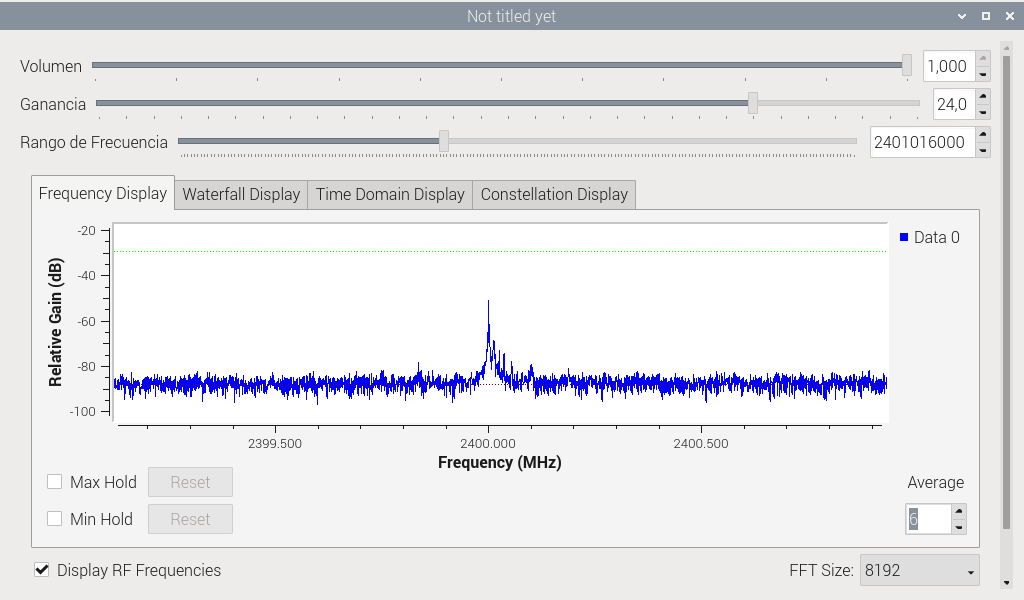 Not titled yet
Volumen 1,000
Ganancia 24,0
Rango de Frecuencia 2401016000
Frequency Display Waterfall Display Time Domain Display Constellation Display
Data 0
Relative Gain (dB)
-20
-40
-60
-80
-100
2399.500 2400.000 2400.500
Frequency (MHz)
Max Hold Reset Average
Min Hold Reset 6
Display RF Frequencies FFT Size: 8192